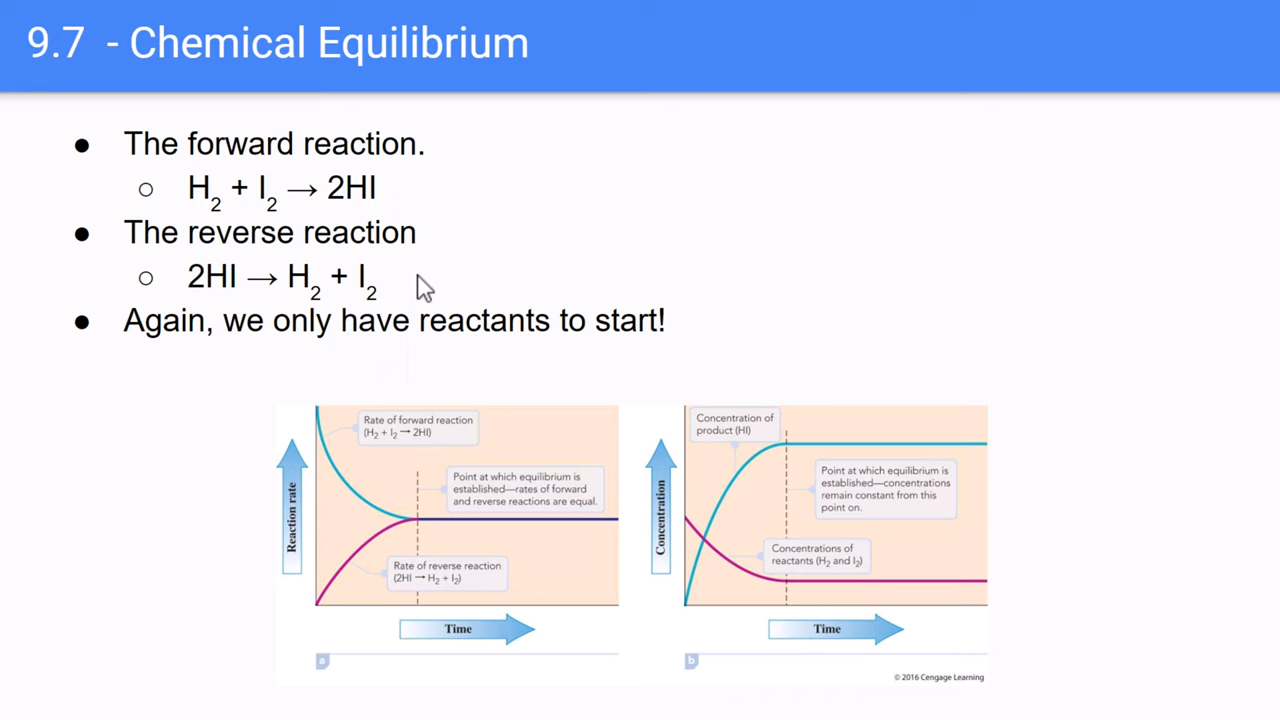 9.7 - Chemical Equilibrium
● The forward reaction.
○ H₂ + I₂ → 2HI
● The reverse reaction
○ 2HI → H₂ + I₂
● Again, we only have reactants to start!
Reaction rate
Rate of forward reaction
(H₂ + I₂ → 2HI)
Point at which equilibrium is
established—rates of forward
and reverse reactions are equal.
Rate of reverse reaction
(2HI → H₂ + I₂)
Time
a
Concentration
Concentration of
product (HI)
Point at which equilibrium is
established—concentrations
remain constant from this
point on.
Concentrations of
reactants (H₂ and I₂)
Time
b
© 2016 Cengage Learning